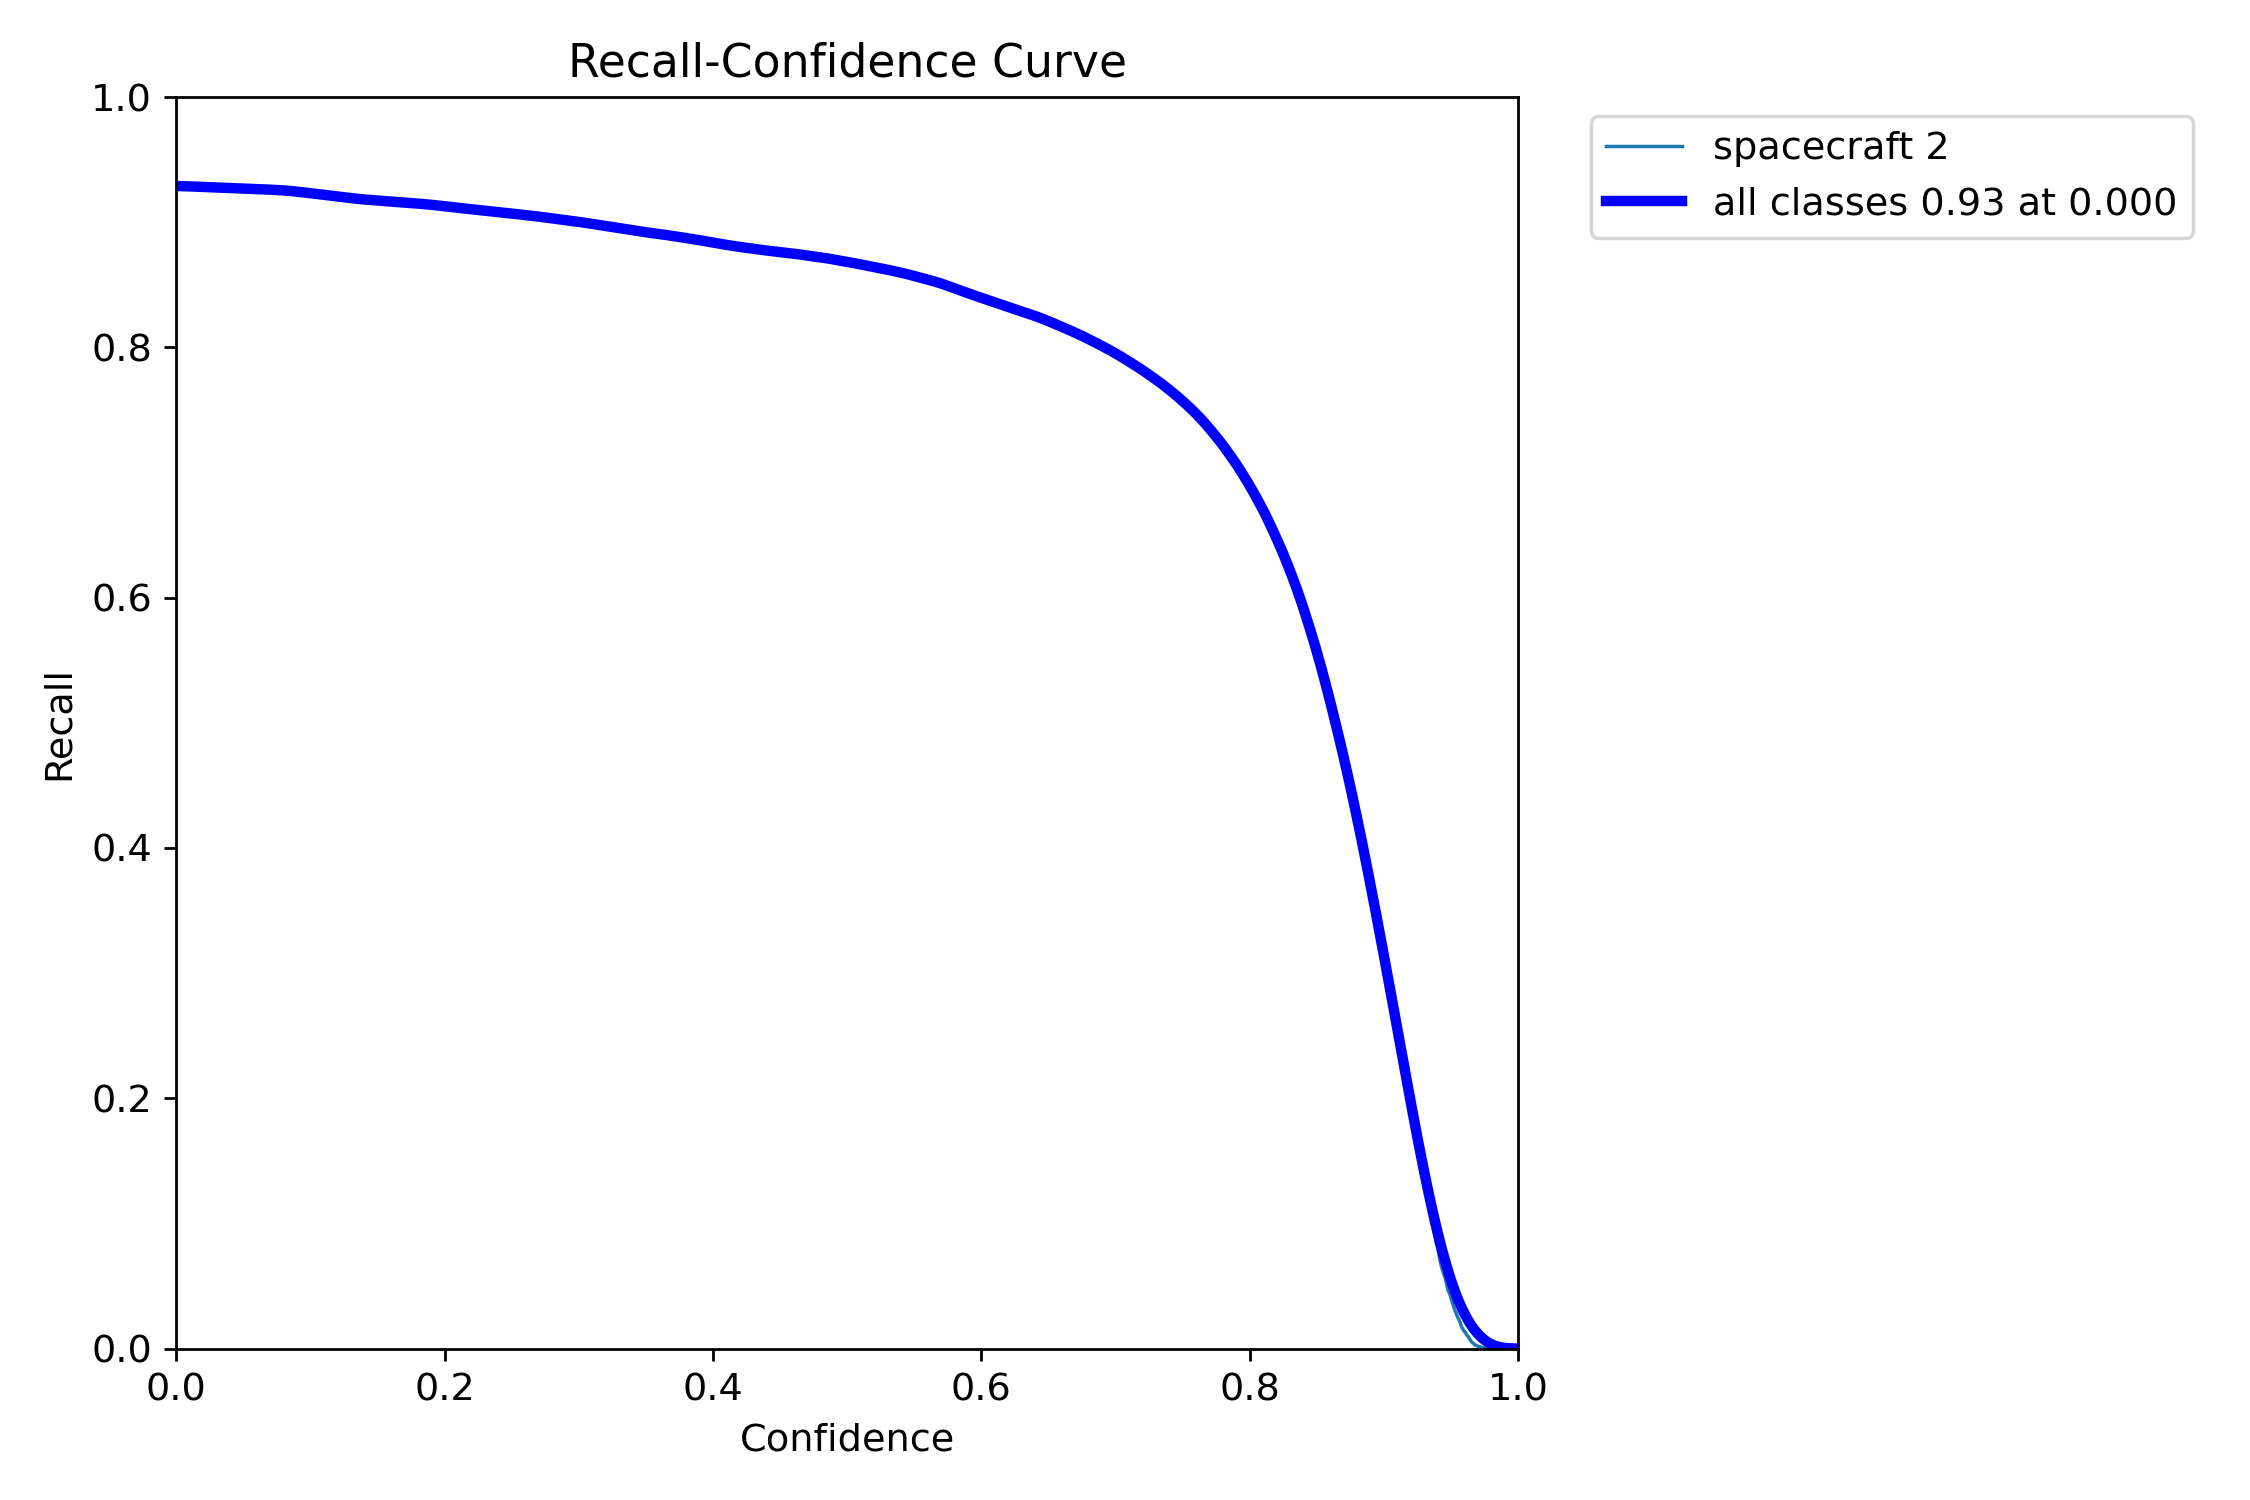 Recall-Confidence Curve
1.0
0.8
0.6
0.4
0.2
0.0
Recall
0.0 0.2 0.4 0.6 0.8 1.0
Confidence
spacecraft 2
all classes 0.93 at 0.000